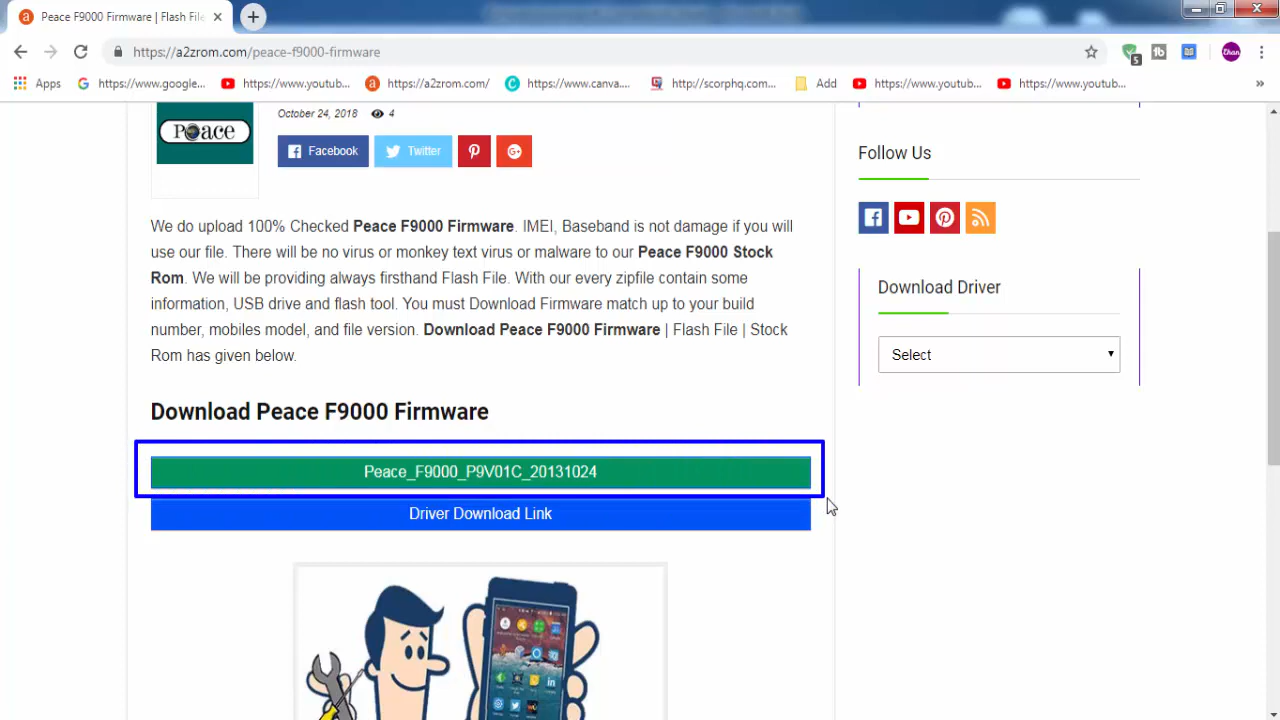 Peace F9000 Firmware | Flash File
https://a2zrom.com/peace-f9000-firmware
5
Ethan
Apps
https://www.google...
https://www.youtub...
https://a2zrom.com/
https://www.canva....
http://scorphq.com...
Add
https://www.youtub...
https://www.youtub...
»
Peace
October 24, 2018 4
Facebook
Twitter
Follow Us
We do upload 100% Checked Peace F9000 Firmware. IMEI, Baseband is not damage if you will
use our file. There will be no virus or monkey text virus or malware to our Peace F9000 Stock
Rom. We will be providing always firsthand Flash File. With our every zipfile contain some
information, USB drive and flash tool. You must Download Firmware match up to your build
number, mobiles model, and file version. Download Peace F9000 Firmware | Flash File | Stock
Rom has given below.
Download Driver
Select
Download Peace F9000 Firmware
Peace_F9000_P9V01C_20131024
Driver Download Link